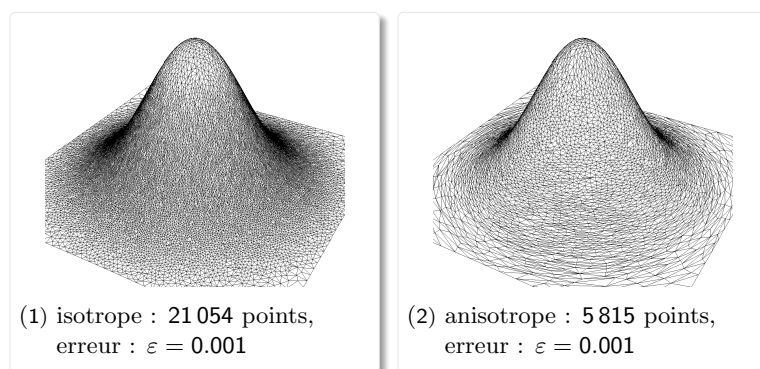 (1) isotrope : 21 054 points,
erreur : ε = 0.001
(2) anisotrope : 5 815 points,
erreur : ε = 0.001